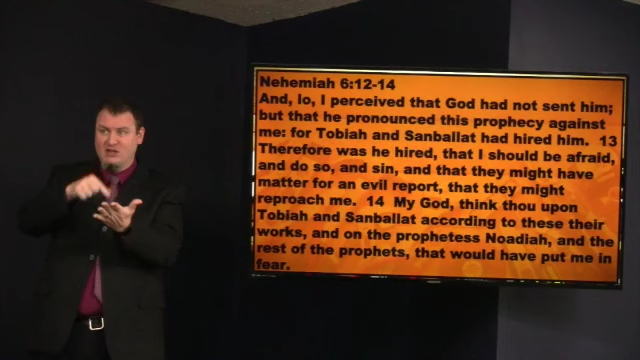 Nehemiah 6:12-14
And, lo, I perceived that God had not sent him;
but that he pronounced this prophecy against
me: for Tobiah and Sanballat had hired him.  13
Therefore was he hired, that I should be afraid,
and do so, and sin, and that they might have
matter for an evil report, that they might
reproach me.  14  My God, think thou upon
Tobiah and Sanballat according to these their
works, and on the prophetess Noadiah, and the
rest of the prophets, that would have put me in
fear.